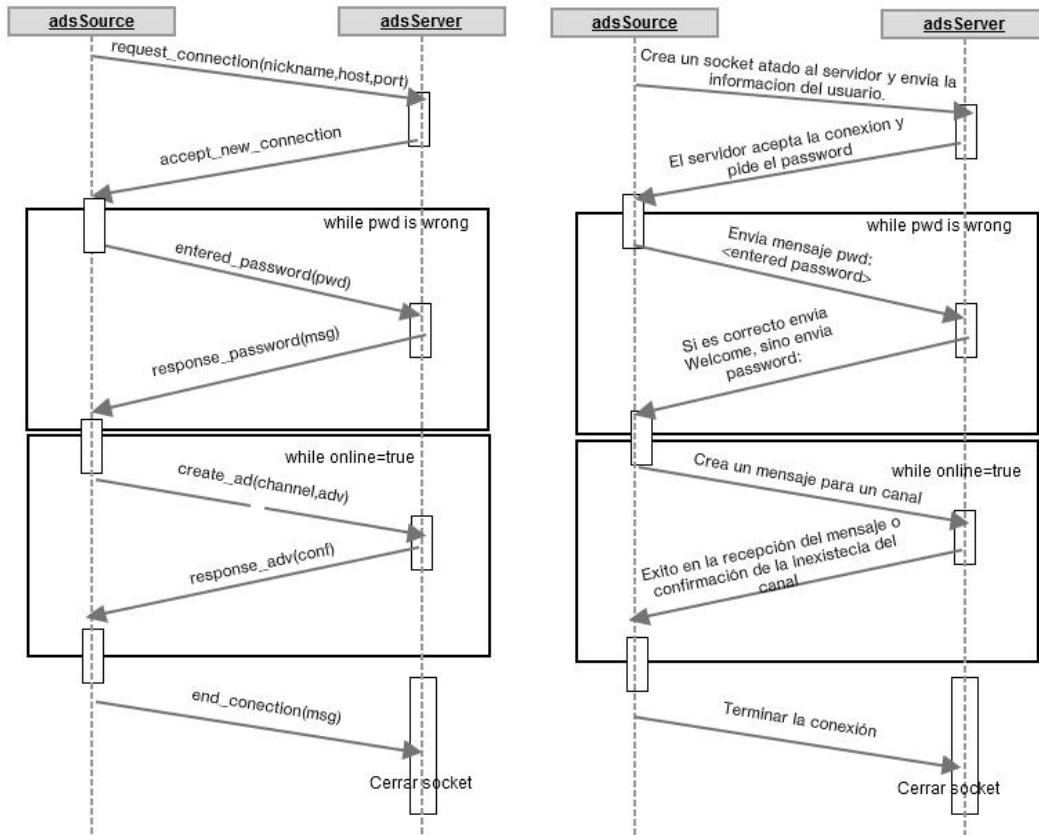 adsSource
adsServer
request_connection(nickname,host,port)
accept_new_connection
while pwd is wrong
entered_password(pwd)
response_password(msg)
while online=true
create_ad(channel,adv)
response_adv(conf)
end_conection(msg)
Cerrar socket
adsSource
adsServer
Crea un socket atado al servidor y envia la
informacion del usuario.
El servidor acepta la conexion y
pide el password
while pwd is wrong
Envia mensaje pwd:
<entered password>
Si es correcto envia
Welcome, sino envia
password:
while online=true
Crea un mensaje para un canal
Exito en la recepción del mensaje o
confirmación de la inexistecia del
canal
Terminar la conexión
Cerrar socket